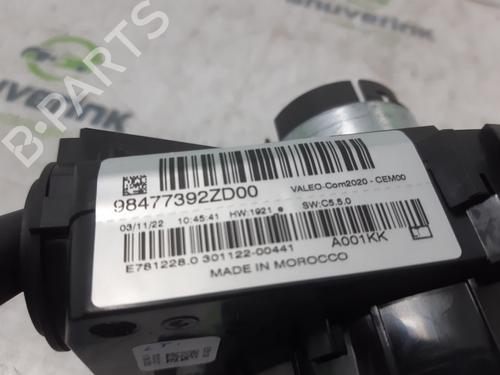 B-PARTS
98477392ZD00
VALEO-Com2020-CEM00
03/11/22 10:45:41 HW:1921_e SW:C5.5.0
E781228.0 301122-00441 A001KK
MADE IN MOROCCO